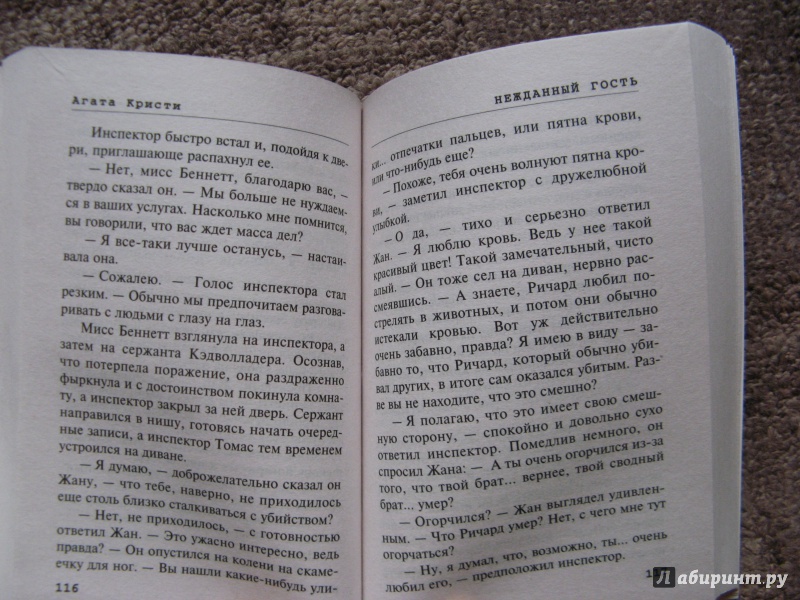 Агата Кристи
Инспектор быстро встал и, подойдя к две-
ри, приглашающе распахнул ее.
— Нет, мисс Беннетт, благодарю вас, —
твердо сказал он. — Мы больше не нуждаем-
ся в ваших услугах. Насколько мне помнится,
вы говорили, что вас ждет масса дел?
— Я все-таки лучше останусь, — настаи-
вала она.
— Сожалею. — Голос инспектора стал
резким. — Обычно мы предпочитаем разгова-
ривать с людьми с глазу на глаз.
Мисс Беннетт взглянула на инспектора, а
затем на сержанта Кэдволладера. Осознав,
что потерпела поражение, она раздраженно
фыркнула и с достоинством покинула комна-
ту, а инспектор закрыл за ней дверь. Сержант
направился в нишу, готовясь начать очеред-
ные записи, а инспектор Томас тем временем
устроился на диване.
— Я думаю, — доброжелательно сказал он
Жану, — что тебе, наверно, не приходилось
еще столь близко сталкиваться с убийством?
— Нет, не приходилось, — с готовностью
ответил Жан. — Это ужасно интересно, ведь
правда? — Он опустился на колени на скаме-
ечку для ног. — Вы нашли какие-нибудь ули-
116
НЕЖДАННЫЙ ГОСТЬ
ки... отпечатки пальцев, или пятна крови,
или что-нибудь еще?
— Похоже, тебя очень волнуют пятна кро-
ви, — заметил инспектор с дружелюбной
улыбкой.
— О да, — тихо и серьезно ответил
Жан. — Я люблю кровь. Ведь у нее такой
красивый цвет! Такой замечательный, чисто
алый. — Он тоже сел на диван, нервно рас-
смеявшись. — А знаете, Ричард любил по-
стрелять в животных, и потом они обычно
истекали кровью. Вот уж действительно
очень забавно, правда? Я имею в виду — за-
бавно то, что Ричард, который обычно уби-
вал других, в итоге сам оказался убитым. Раз-
ве вы не находите, что это смешно?
— Я полагаю, что это имеет свою смеш-
ную сторону, — спокойно и довольно сухо
ответил инспектор. Помедлив немного, он
спросил Жана: — А ты очень огорчился из-за
того, что твой брат... вернее, твой сводный
брат... умер?
— Огорчился? — Жан выглядел удивлен-
ным. — Что Ричард умер? Нет, с чего мне тут
огорчаться?
— Ну, я думал, что, возможно, ты... очень
любил его, — предположил инспектор.
Лабиринт.ру